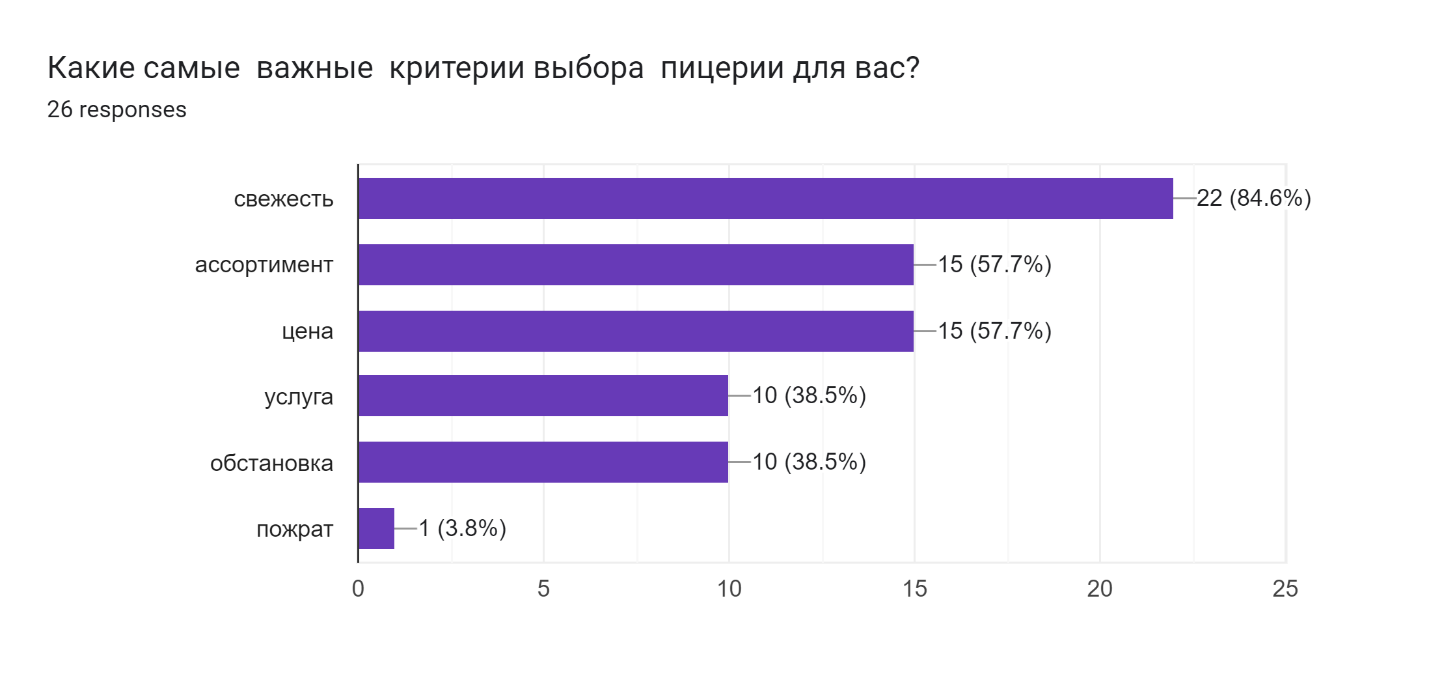 Какие самые  важные  критерии выбора  пицерии для вас?
26 responses
свежесть 22 (84.6%)
ассортимент 15 (57.7%)
цена 15 (57.7%)
услуга 10 (38.5%)
обстановка 10 (38.5%)
пожрат 1 (3.8%)
0 5 10 15 20 25